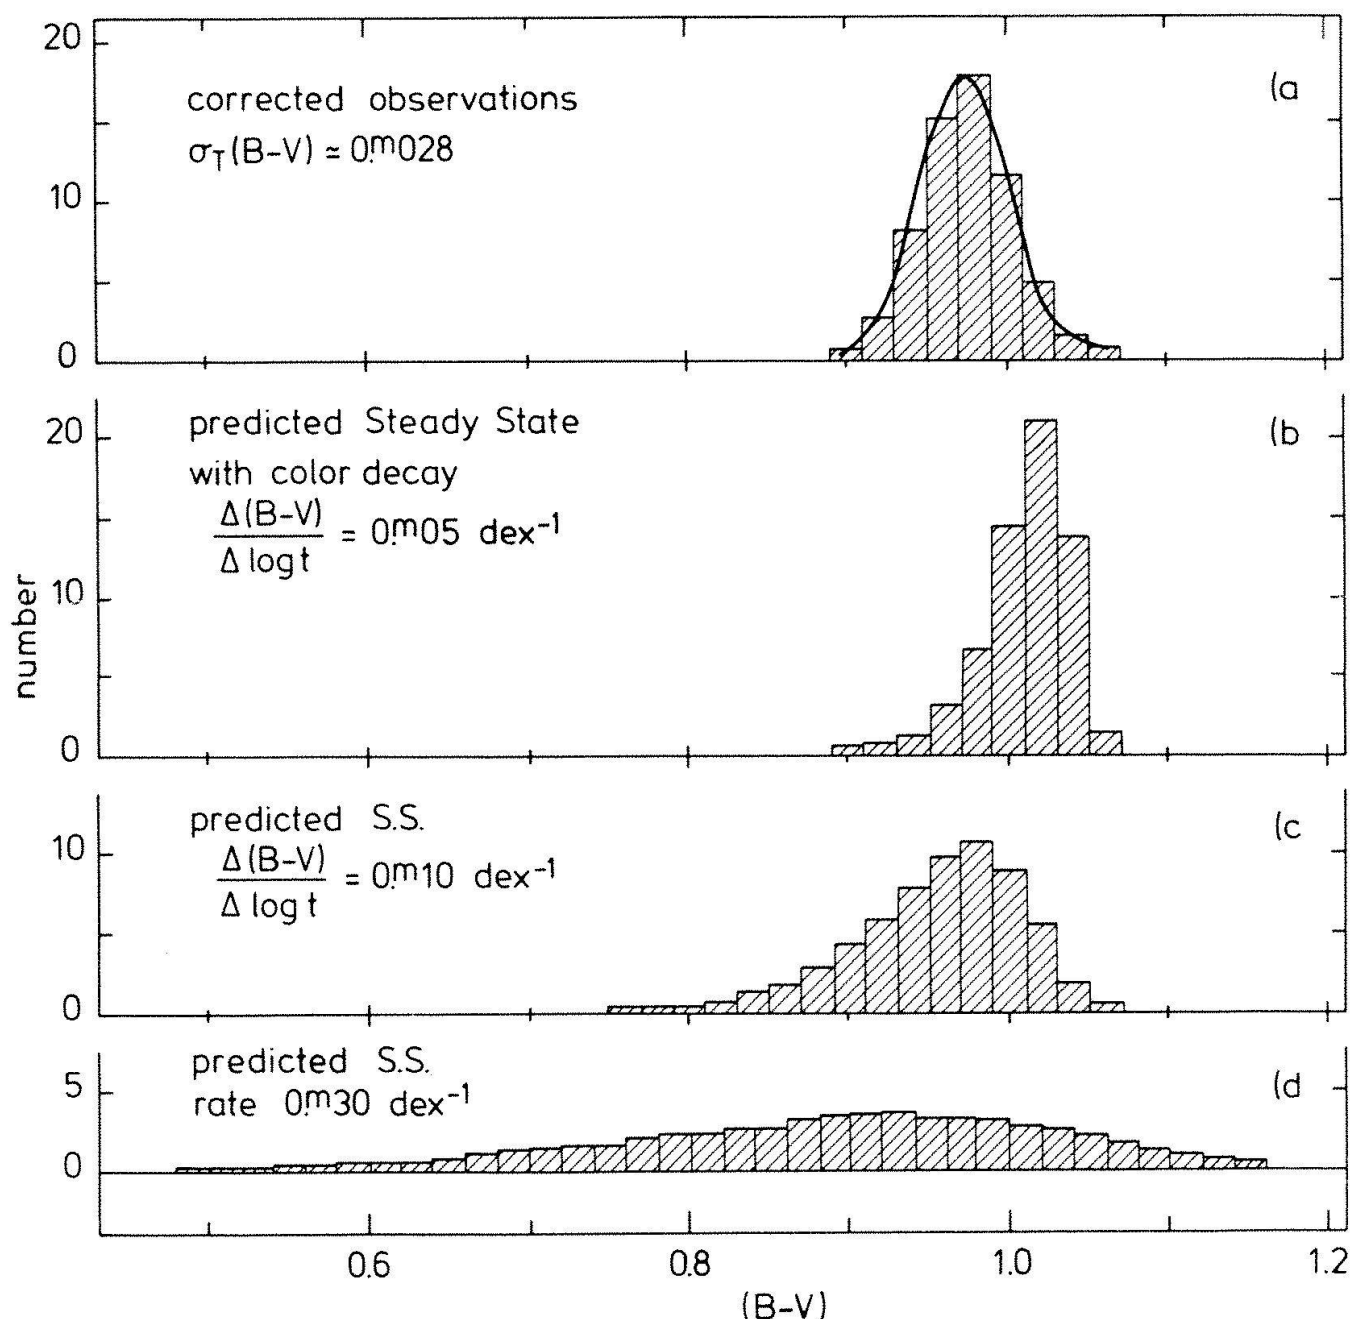 20
10
0
(a
corrected observations
σT(B-V) ≃ 0.m028
20
10
0
(b
predicted Steady State
with color decay
Δ(B-V)
Δ log t
= 0.m05 dex-1
number
10
0
(c
predicted S.S.
Δ(B-V)
Δ log t
= 0.m10 dex-1
5
0
(d
predicted S.S.
rate 0.m30 dex-1
0.6
0.8
1.0
1.2
(B-V)